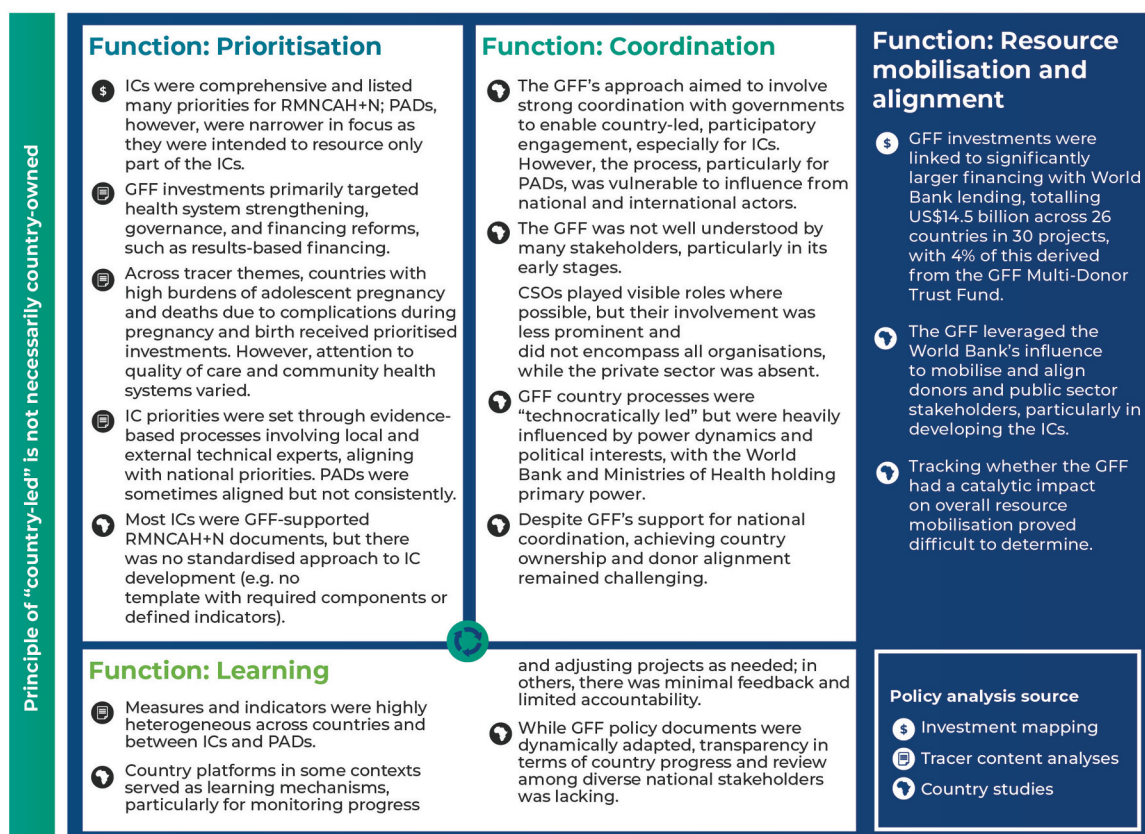 Principle of “country-led” is not necessarily country-owned
Function: Prioritisation
$
ICs were comprehensive and listed
many priorities for RMNCAH+N; PADs,
however, were narrower in focus as
they were intended to resource only
part of the ICs.
GFF investments primarily targeted
health system strengthening,
governance, and financing reforms,
such as results-based financing.
Across tracer themes, countries with
high burdens of adolescent pregnancy
and deaths due to complications during
pregnancy and birth received prioritised
investments. However, attention to
quality of care and community health
systems varied.
IC priorities were set through evidence-
based processes involving local and
external technical experts, aligning
with national priorities. PADs were
sometimes aligned but not consistently.
Most ICs were GFF-supported
RMNCAH+N documents, but there
was no standardised approach to IC
development (e.g. no
template with required components or
defined indicators).
Function: Coordination
The GFF’s approach aimed to involve
strong coordination with governments
to enable country-led, participatory
engagement, especially for ICs.
However, the process, particularly for
PADs, was vulnerable to influence from
national and international actors.
The GFF was not well understood by
many stakeholders, particularly in its
early stages.
CSOs played visible roles where
possible, but their involvement was
less prominent and
did not encompass all organisations,
while the private sector was absent.
GFF country processes were
“technocratically led” but were heavily
influenced by power dynamics and
political interests, with the World
Bank and Ministries of Health holding
primary power.
Despite GFF’s support for national
coordination, achieving country
ownership and donor alignment
remained challenging.
Function: Resource
mobilisation and
alignment
$
GFF investments were
linked to significantly
larger financing with World
Bank lending, totalling
US$14.5 billion across 26
countries in 30 projects,
with 4% of this derived
from the GFF Multi-Donor
Trust Fund.
The GFF leveraged the
World Bank’s influence
to mobilise and align
donors and public sector
stakeholders, particularly in
developing the ICs.
Tracking whether the GFF
had a catalytic impact
on overall resource
mobilisation proved
difficult to determine.
Function: Learning
Measures and indicators were highly
heterogeneous across countries and
between ICs and PADs.
Country platforms in some contexts
served as learning mechanisms,
particularly for monitoring progress
and adjusting projects as needed; in
others, there was minimal feedback and
limited accountability.
While GFF policy documents were
dynamically adapted, transparency in
terms of country progress and review
among diverse national stakeholders
was lacking.
Policy analysis source
$ Investment mapping
Tracer content analyses
Country studies